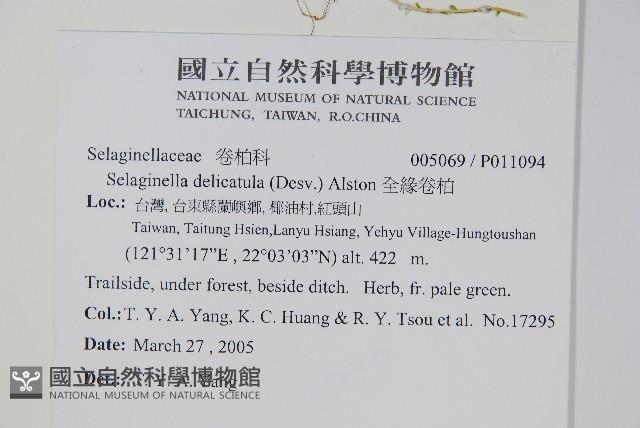 國立自然科學博物館
NATIONAL MUSEUM OF NATURAL SCIENCE
TAICHUNG, TAIWAN, R.O.CHINA
Selaginellaceae 卷柏科 005069 / P011094
Selaginella delicatula (Desv.) Alston 全緣卷柏
Loc.: 台灣, 台東縣蘭嶼鄉, 椰油村,紅頭山
Taiwan, Taitung Hsien,Lanyu Hsiang, Yehyu Village-Hungtoushan
(121°31'17"E , 22°03'03"N) alt. 422 m.
Trailside, under forest, beside ditch. Herb, fr. pale green.
Col.: T. Y. A. Yang, K. C. Huang & R. Y. Tsou et al. No.17295
Date: March 27 , 2005
國立自然科學博物館
NATIONAL MUSEUM OF NATURAL SCIENCE